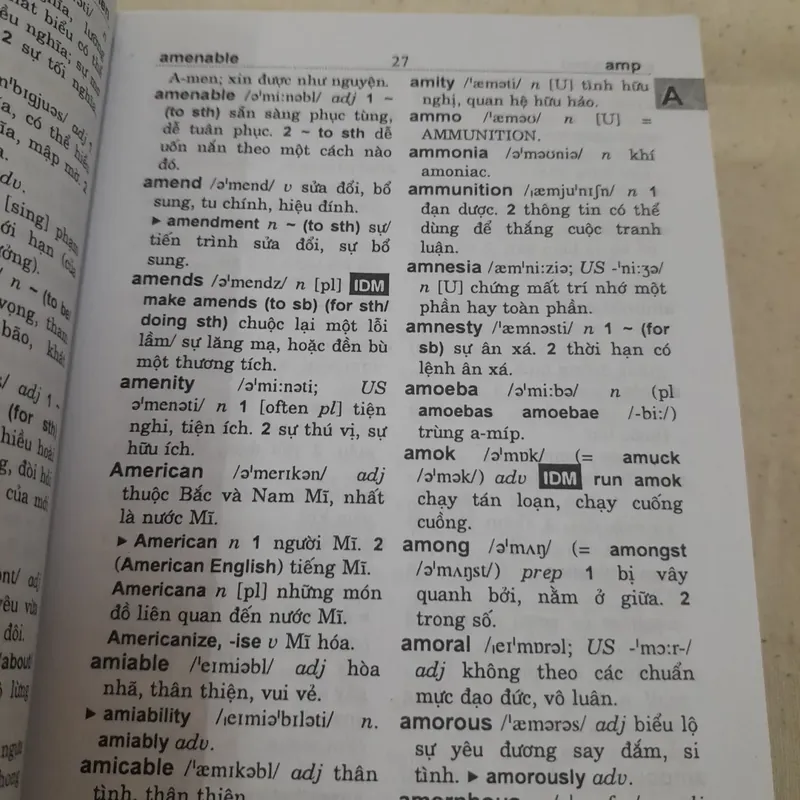 amenable 27 amp
A-men; xin được như nguyện.
amenable /ə'mi:nəbl/ adj 1 ~
(to sth) sẵn sàng phục tùng,
dễ tuân phục. 2 ~ to sth dễ
uốn nắn theo một cách nào
đó.
amend /ə'mend/ v sửa đổi, bổ
sung, tu chính, hiệu đính.
▸ amendment n ~ (to sth) sự/
tiến trình sửa đổi, sự bổ
sung.
amends /ə'mendz/ n [pl] IDM
make amends (to sb) (for sth/
doing sth) chuộc lại một lỗi
lầm/ sự lăng mạ, hoặc đền bù
một thương tích.
amenity /ə'mi:nəti; US
ə'menəti/ n 1 [often pl] tiện
nghi, tiện ích. 2 sự thú vị, sự
hữu ích.
American /ə'merɪkən/ adj
thuộc Bắc và Nam Mĩ, nhất
là nước Mĩ.
▸ American n 1 người Mĩ. 2
(American English) tiếng Mĩ.
Americana n [pl] những món
đồ liên quan đến nước Mĩ.
Americanize, -ise v Mĩ hóa.
amiable /'eɪmiəbl/ adj hòa
nhã, thân thiện, vui vẻ.
▸ amiability /ˌeɪmiə'bɪləti/ n.
amiably adv.
amicable /'æmɪkəbl/ adj thân
tình, thân thiện.
amity /'æməti/ n [U] tình hữu
nghị, quan hệ hữu hảo.
ammo /'æməʊ/ n [U] =
AMMUNITION.
ammonia /ə'məʊniə/ n khí
amoniac.
ammunition /ˌæmju'nɪʃn/ n 1
đạn dược. 2 thông tin có thể
dùng để thắng cuộc tranh
luận.
amnesia /æm'ni:ziə; US -'ni:ʒə/
n [U] chứng mất trí nhớ một
phần hay toàn phần.
amnesty /'æmnəsti/ n 1 ~ (for
sb) sự ân xá. 2 thời hạn có
lệnh ân xá.
amoeba /ə'mi:bə/ n (pl
amoebas amoebae /-bi:/)
trùng a-míp.
amok /ə'mɒk/ (= amuck
/ə'mək/) adv IDM run amok
chạy tán loạn, chạy cuống
cuồng.
among /ə'mʌŋ/ (= amongst
/ə'mʌŋst/) prep 1 bị vây
quanh bởi, nằm ở giữa. 2
trong số.
amoral /ˌeɪ'mɒrəl; US -'mɔ:r-/
adj không theo các chuẩn
mực đạo đức, vô luân.
amorous /'æmərəs/ adj biểu lộ
sự yêu đương say đắm, si
tình. ▸ amorously adv.
A